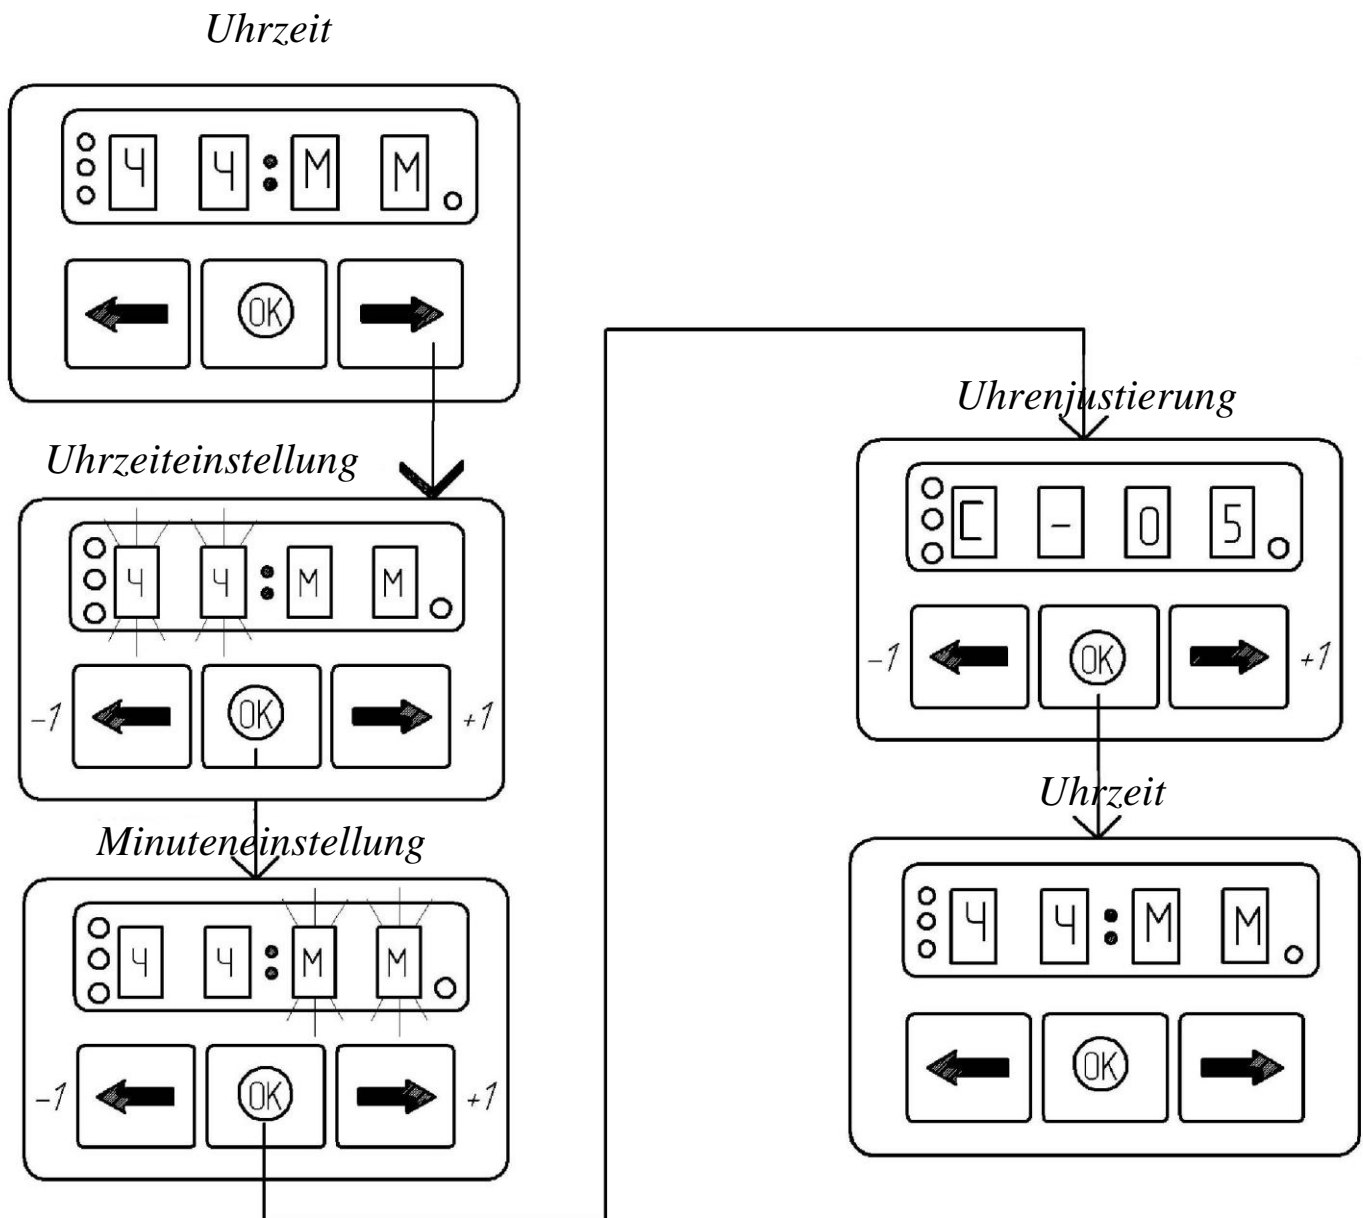 Uhrzeit
Ч Ч : М М
OK
Uhrzeiteinstellung
Ч Ч : М М
-1 OK +1
Minuteneinstellung
Ч Ч : М М
-1 OK +1
Uhrenjustierung
C - 0 5
-1 OK +1
Uhrzeit
Ч Ч : М М
OK